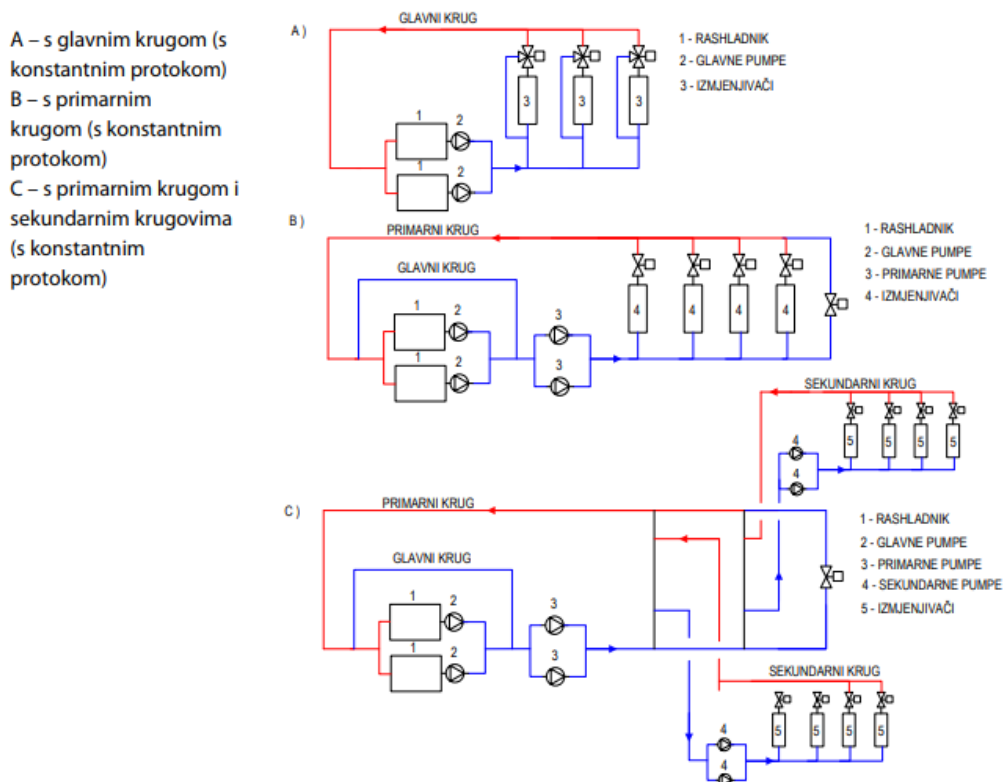 A – s glavnim krugom (s
konstantnim protokom)
B – s primarnim
krugom (s konstantnim
protokom)
C – s primarnim krugom i
sekundarnim krugovima
(s konstantnim
protokom)
A )
GLAVNI KRUG
1 - RASHLADNIK
2 - GLAVNE PUMPE
3 - IZMJENJIVAČI
3
3
3
1
2
1
2
B )
PRIMARNI KRUG
1 - RASHLADNIK
2 - GLAVNE PUMPE
3 - PRIMARNE PUMPE
4 - IZMJENJIVAČI
GLAVNI KRUG
4
4
4
4
1
2
3
1
2
3
SEKUNDARNI KRUG
4
4
5
5
5
5
C )
PRIMARNI KRUG
1 - RASHLADNIK
2 - GLAVNE PUMPE
3 - PRIMARNE PUMPE
4 - SEKUNDARNE PUMPE
5 - IZMJENJIVAČI
GLAVNI KRUG
1
2
3
1
2
3
SEKUNDARNI KRUG
4
4
5
5
5
5